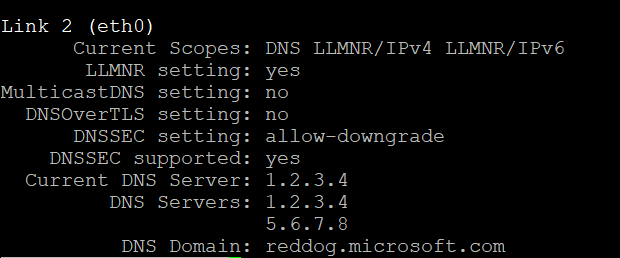 Link 2 (eth0)
Current Scopes: DNS LLMNR/IPv4 LLMNR/IPv6
LLMNR setting: yes
MulticastDNS setting: no
DNSOverTLS setting: no
DNSSEC setting: allow-downgrade
DNSSEC supported: yes
Current DNS Server: 1.2.3.4
DNS Servers: 1.2.3.4
5.6.7.8
DNS Domain: reddog.microsoft.com